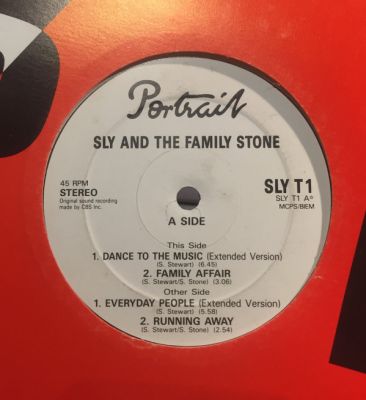 Portrait
SLY AND THE FAMILY STONE
45 RPM
STEREO
Original sound recording
made by CBS Inc.
SLY T1
SLY T1 A°
MCPS/BIEM
A SIDE
This Side
1. DANCE TO THE MUSIC (Extended Version)
(S. Stewart) (6.45)
2. FAMILY AFFAIR
(S. Stewart/S. Stone) (3.06)
Other Side
1. EVERYDAY PEOPLE (Extended Version)
(S. Stewart) (5.58)
2. RUNNING AWAY
(S. Stewart/S. Stone) (2.54)